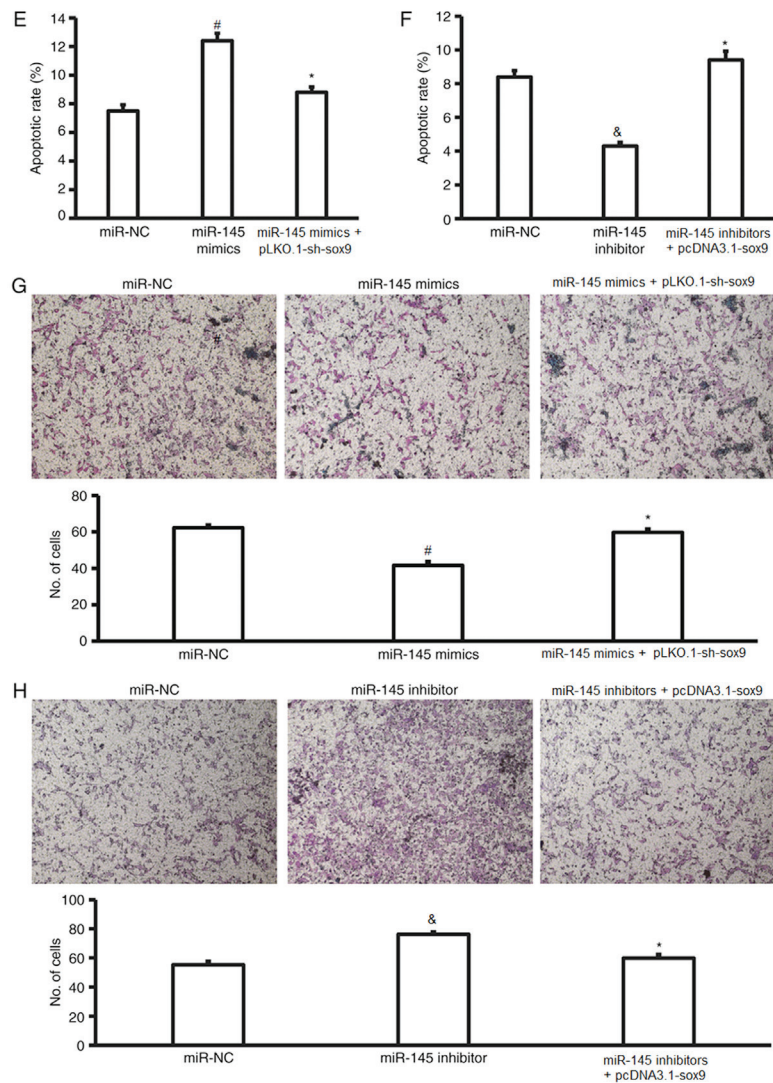 E
Apoptotic rate (%)
14
12
10
8
6
4
2
0
#
*
miR-NC
miR-145
mimics
miR-145 mimics +
pLKO.1-sh-sox9
F
Apoptotic rate (%)
12
10
8
6
4
2
0
&
*
miR-NC
miR-145
inhibitor
miR-145 inhibitors
+ pcDNA3.1-sox9
G
miR-NC
miR-145 mimics
miR-145 mimics + pLKO.1-sh-sox9
#
No. of cells
80
60
40
20
0
#
*
miR-NC
miR-145 mimics
miR-145 mimics + pLKO.1-sh-sox9
H
miR-NC
miR-145 inhibitor
miR-145 inhibitors + pcDNA3.1-sox9
No. of cells
100
80
60
40
20
0
&
*
miR-NC
miR-145 inhibitor
miR-145 inhibitors
+ pcDNA3.1-sox9